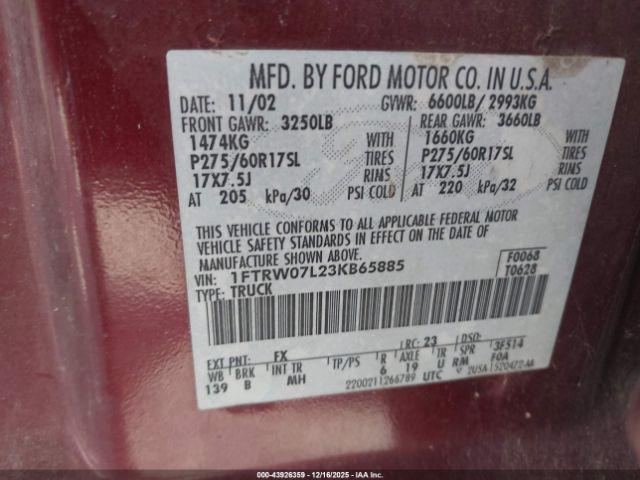 MFD. BY FORD MOTOR CO. IN U.S.A.
DATE: 11/02 GVWR: 6600LB/ 2993KG
FRONT GAWR: 3250LB REAR GAWR: 3660LB
1474KG WITH 1660KG WITH
P275/60R17SL TIRES P275/60R17SL TIRES
17X7.5J RIMS 17X7.5J RIMS
AT 205 kPa/30 PSI COLD AT 220 kPa/32 PSI COLD
THIS VEHICLE CONFORMS TO ALL APPLICABLE FEDERAL MOTOR
VEHICLE SAFETY STANDARDS IN EFFECT ON THE DATE OF
MANUFACTURE SHOWN ABOVE.
VIN: 1FTRW07L23KB65885 F0068
TYPE: TRUCK T0628
EXT PNT: FX RC: 23 DSO: 3F514
WB BRK INT TR TP/PS R AXLE TR SPR F0A
139 B MH 6 19 U RM
2200211266789 UTC
000-43926359 - 12/16/2025 - IAA, Inc.